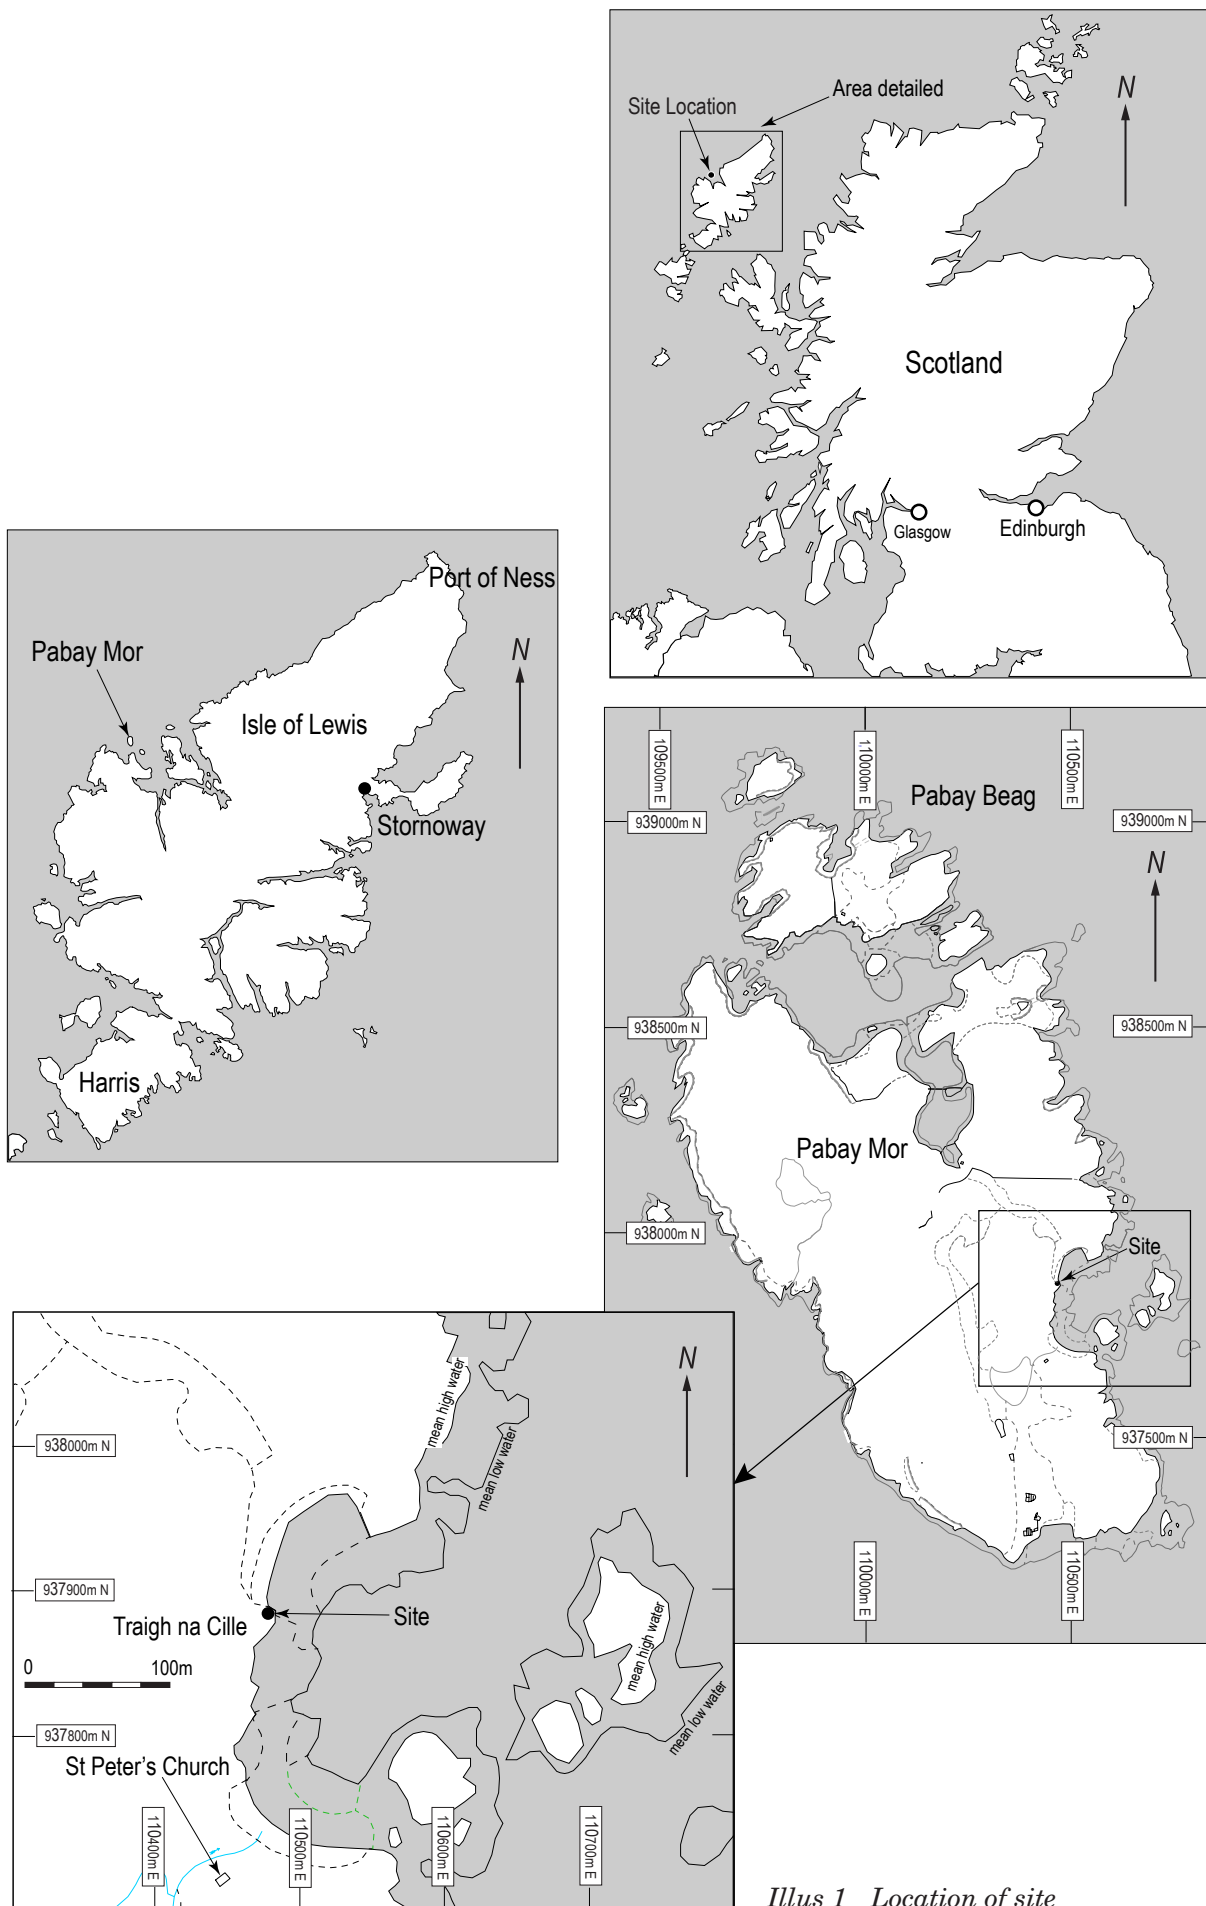 Area detailed
Site Location
N
Scotland
Glasgow
Edinburgh
Port of Ness
Pabay Mor
N
Isle of Lewis
Stornoway
Harris
109500m E
110000m E
110500m E
Pabay Beag
939000m N
939000m N
N
938500m N
938500m N
Pabay Mor
938000m N
Site
937500m N
110000m E
110500m E
mean high water
mean low water
N
938000m N
937900m N
Traigh na Cille
Site
0 100m
mean high water
mean low water
937800m N
St Peter's Church
110400m E
110500m E
110600m E
110700m E
Illus 1 Location of site